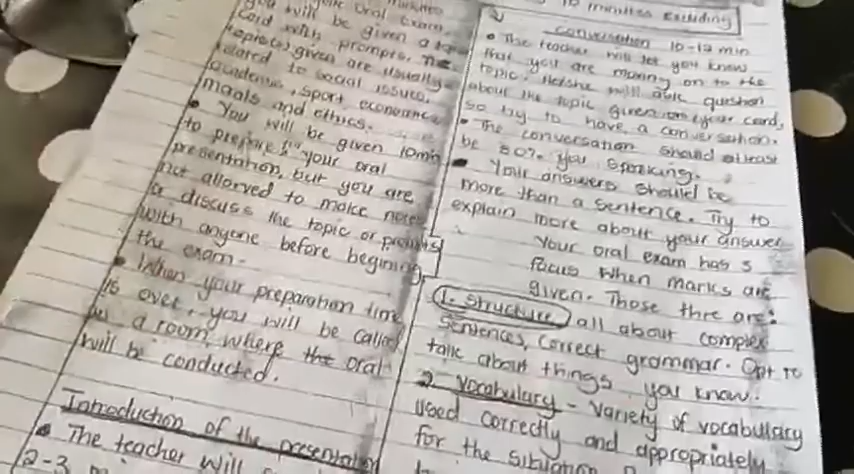 oral exam
you will be given a
card with prompts. The
topic(s) given are usually
related to social issues,
academic, sport economic
morals and ethics.
• You will be given 10min
to prepare your oral
presentation, but you are
not allowed to make notes
or discuss the topic or prompts
with anyone before begining
the exam.
• When your preparation time
is over, you will be called
a room, where the oral
will be conducted.
Introduction of the presentation
• The teacher will
2-3
10 minutes excluding
Conversation 10-12 min
• The teacher will let you know
that you are moving on to the
topic. He/she will ask question
about the topic given on your card,
so try to have a conversation.
• The conversation should atleast
be 80% you speaking.
• Your answers should be
more than a sentence. Try to
explain more about your answer
Your oral exam has 3
focus when marks are
given. Those thre are:
1. Structure, all about complex
sentences, correct grammar. Opt to
talk about things you know.
2. Vocabulary - Variety of vocabulary
used correctly and appropriately
for the situation